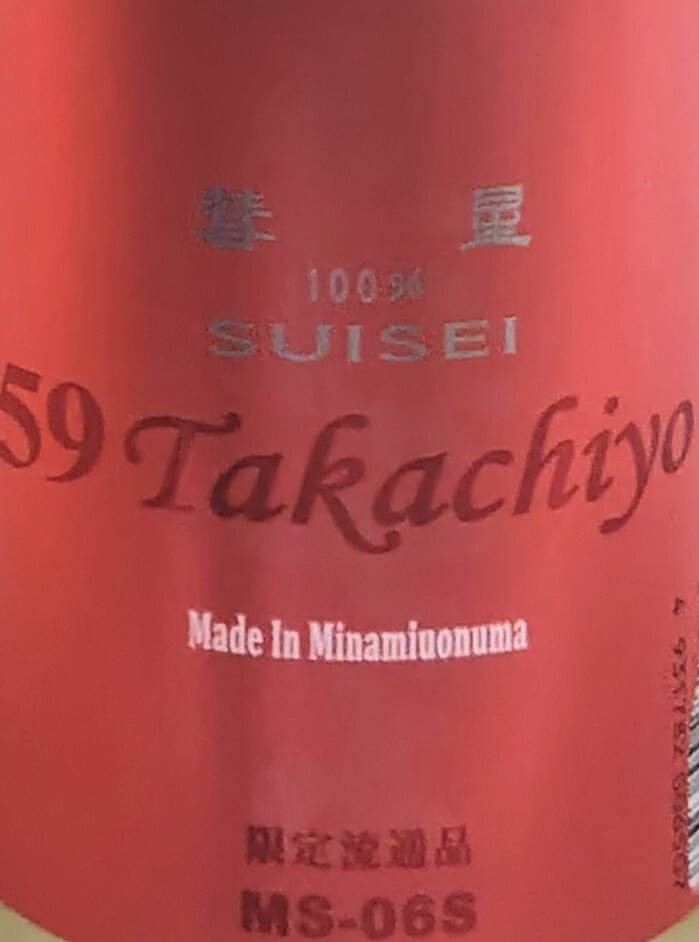 彗 星
100%
SUISEI
59 Takachiyo
Made In Minamiuonuma
限定流通品
MS-06S